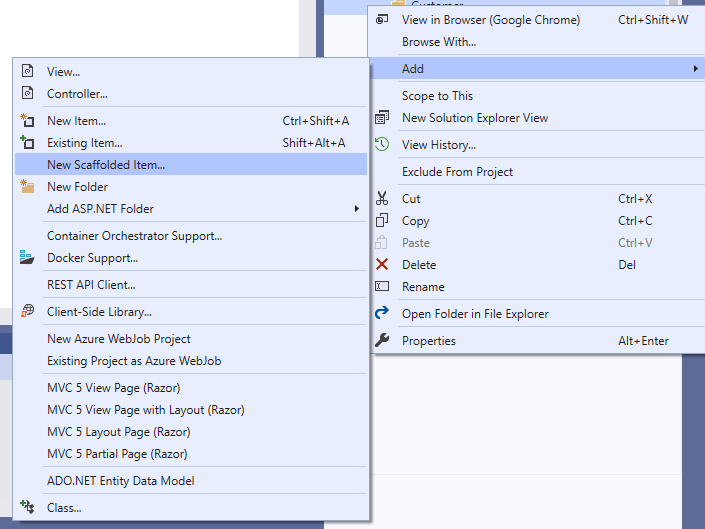 Customer
View in Browser (Google Chrome) Ctrl+Shift+W
Browse With...
Add
Scope to This
New Solution Explorer View
View History...
Exclude From Project
Cut Ctrl+X
Copy Ctrl+C
Paste Ctrl+V
Delete Del
Rename
Open Folder in File Explorer
Properties Alt+Enter
View...
Controller...
New Item... Ctrl+Shift+A
Existing Item... Shift+Alt+A
New Scaffolded Item...
New Folder
Add ASP.NET Folder
Container Orchestrator Support...
Docker Support...
REST API Client...
Client-Side Library...
New Azure WebJob Project
Existing Project as Azure WebJob
MVC 5 View Page (Razor)
MVC 5 View Page with Layout (Razor)
MVC 5 Layout Page (Razor)
MVC 5 Partial Page (Razor)
ADO.NET Entity Data Model
Class...